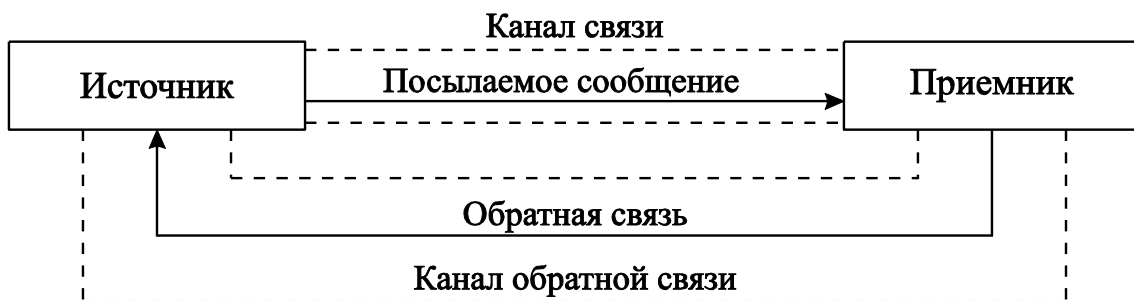 Канал связи
Источник
Посылаемое сообщение
Приемник
Обратная связь
Канал обратной связи